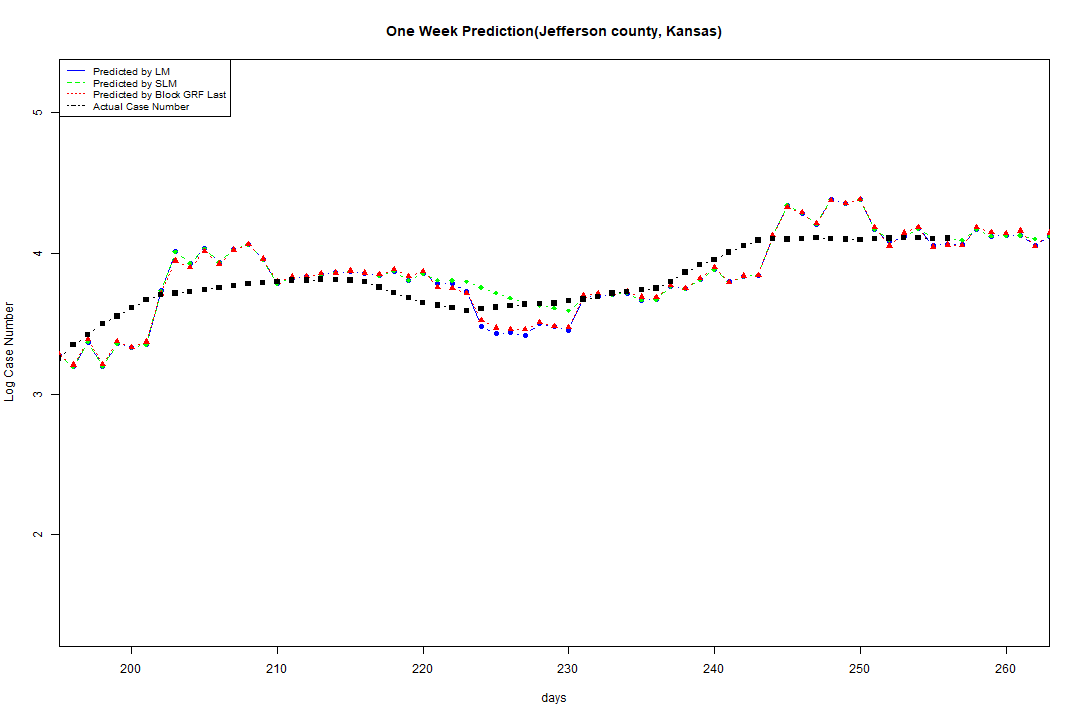 One Week Prediction(Jefferson county, Kansas)
Predicted by LM
Predicted by SLM
Predicted by Block GRF Last
Actual Case Number
5
4
3
2
Log Case Number
200 210 220 230 240 250 260
days